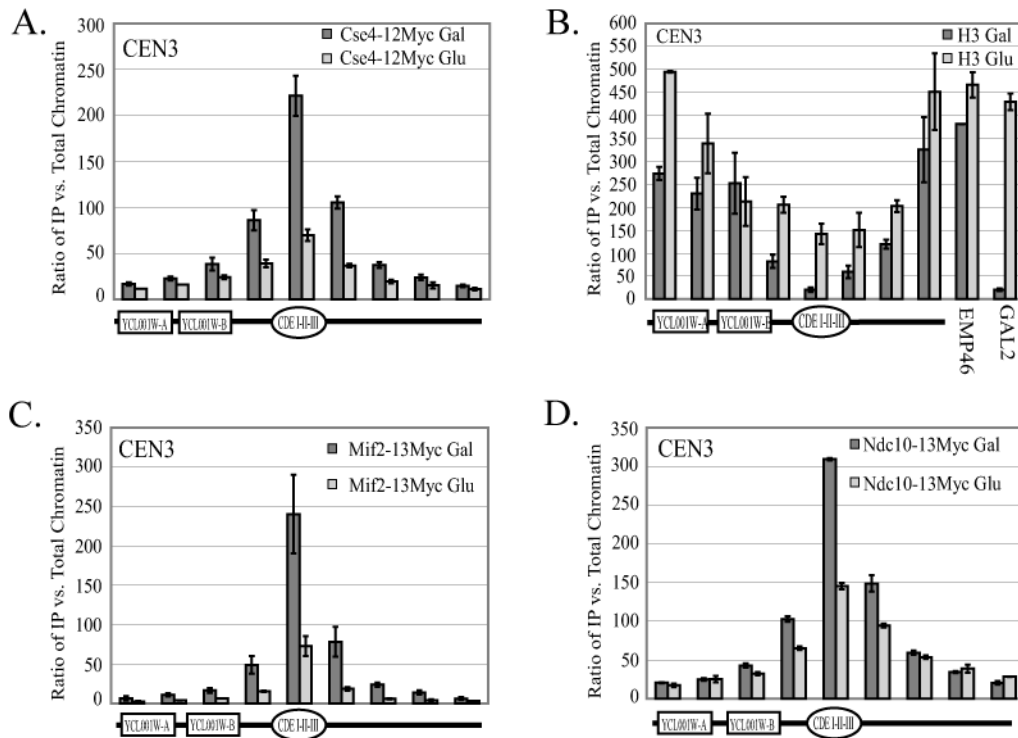 A.
CEN3
Cse4-12Myc Gal
Cse4-12Myc Glu
Ratio of IP vs. Total Chromatin
300
250
200
150
100
50
0
YCL001W-A
YCL001W-B
CDE I-II-III
B.
CEN3
H3 Gal
H3 Glu
Ratio of IP vs. Total Chromatin
600
550
500
450
400
350
300
250
200
150
100
50
0
YCL001W-A
YCL001W-B
CDE I-II-III
EMP46
GAL2
C.
CEN3
Mif2-13Myc Gal
Mif2-13Myc Glu
Ratio of IP vs. Total Chromatin
350
300
250
200
150
100
50
0
YCL001W-A
YCL001W-B
CDE I-II-III
D.
CEN3
Ndc10-13Myc Gal
Ndc10-13Myc Glu
Ratio of IP vs. Total Chromatin
350
300
250
200
150
100
50
0
YCL001W-A
YCL001W-B
CDE I-II-III